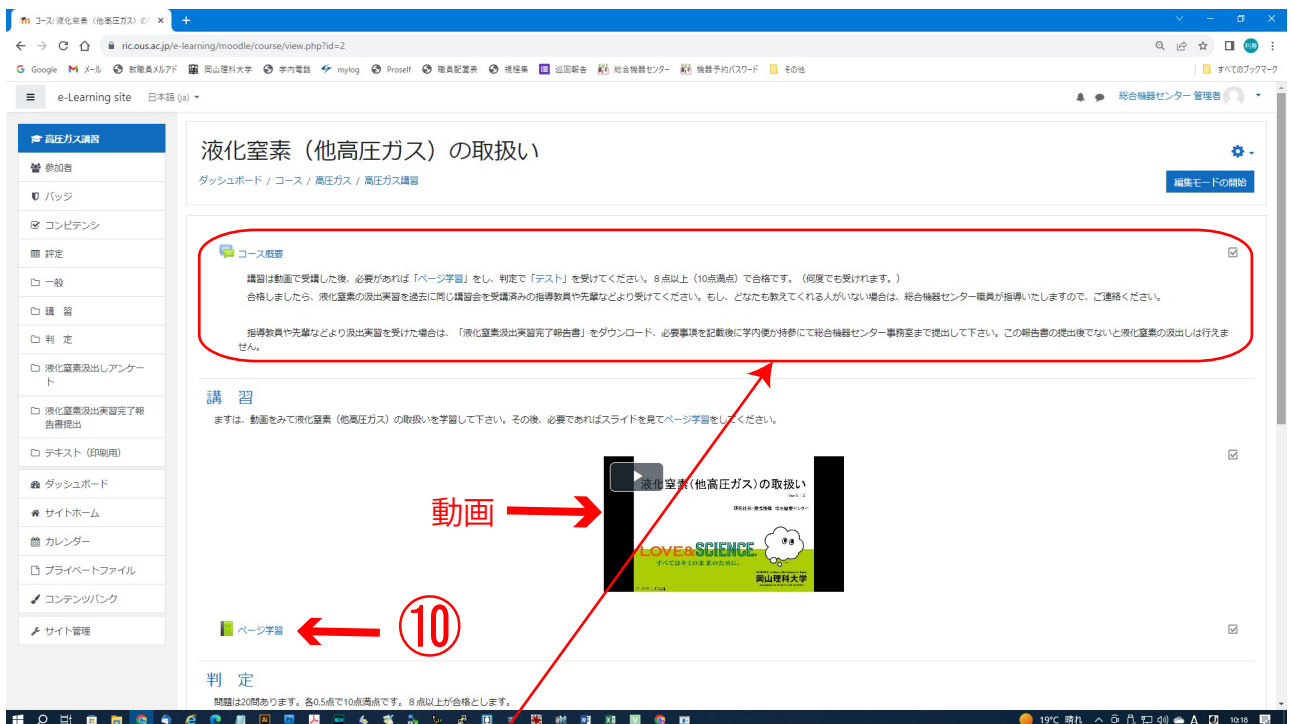 コース: 液化窒素（他高圧ガス）の
ric.ous.ac.jp/e-learning/moodle/course/view.php?id=2
Google メール 教職員メルアド 岡山理科大学 学内電話 mylog Proself 職員配置表 規程集 巡回報告 総合機器センター 機器予約パスワード その他 すべてのブックマーク
e-Learning site 日本語 (ja) 総合機器センター 管理者
高圧ガス講習
参加者
バッジ
コンピテンシ
評定
一般
講 習
判 定
液化窒素汲出しアンケー
ト
液化窒素汲出実習完了報
告書提出
テキスト（印刷用）
ダッシュボード
サイトホーム
カレンダー
プライベートファイル
コンテンツバンク
サイト管理
液化窒素（他高圧ガス）の取扱い
ダッシュボード / コース / 高圧ガス / 高圧ガス講習
編集モードの開始
コース概要
講習は動画で受講した後、必要があれば「ページ学習」をし、判定で「テスト」を受けてください。８点以上（10点満点）で合格です。（何度でも受けれます。）
合格しましたら、液化窒素の汲出実習を過去に同じ講習会を受講済みの指導教員や先輩などより受けてください。もし、どなたも教えてくれる人がいない場合は、総合機器センター職員が指導いたしますので、ご連絡ください。
指導教員や先輩などより汲出実習を受けた場合は、「液化窒素汲出実習完了報告書」をダウンロード、必要事項を記載後に学内便か持参にて総合機器センター事務室まで提出して下さい。この報告書の提出後でないと液化窒素の汲出しは行えま
せん。
講 習
ますは、動画をみて液化窒素（他高圧ガス）の取扱いを学習して下さい。その後、必要であればスライドを見てページ学習をしてください。
動画
液化窒素(他高圧ガス)の取扱い
LOVE&SCIENCE.
すべてはキミの未来のために。
岡山理科大学
ページ学習
⑩
判 定
問題は20問あります。各0.5点で10点満点です。８点以上が合格とします。
19℃ 晴れ A 10:18